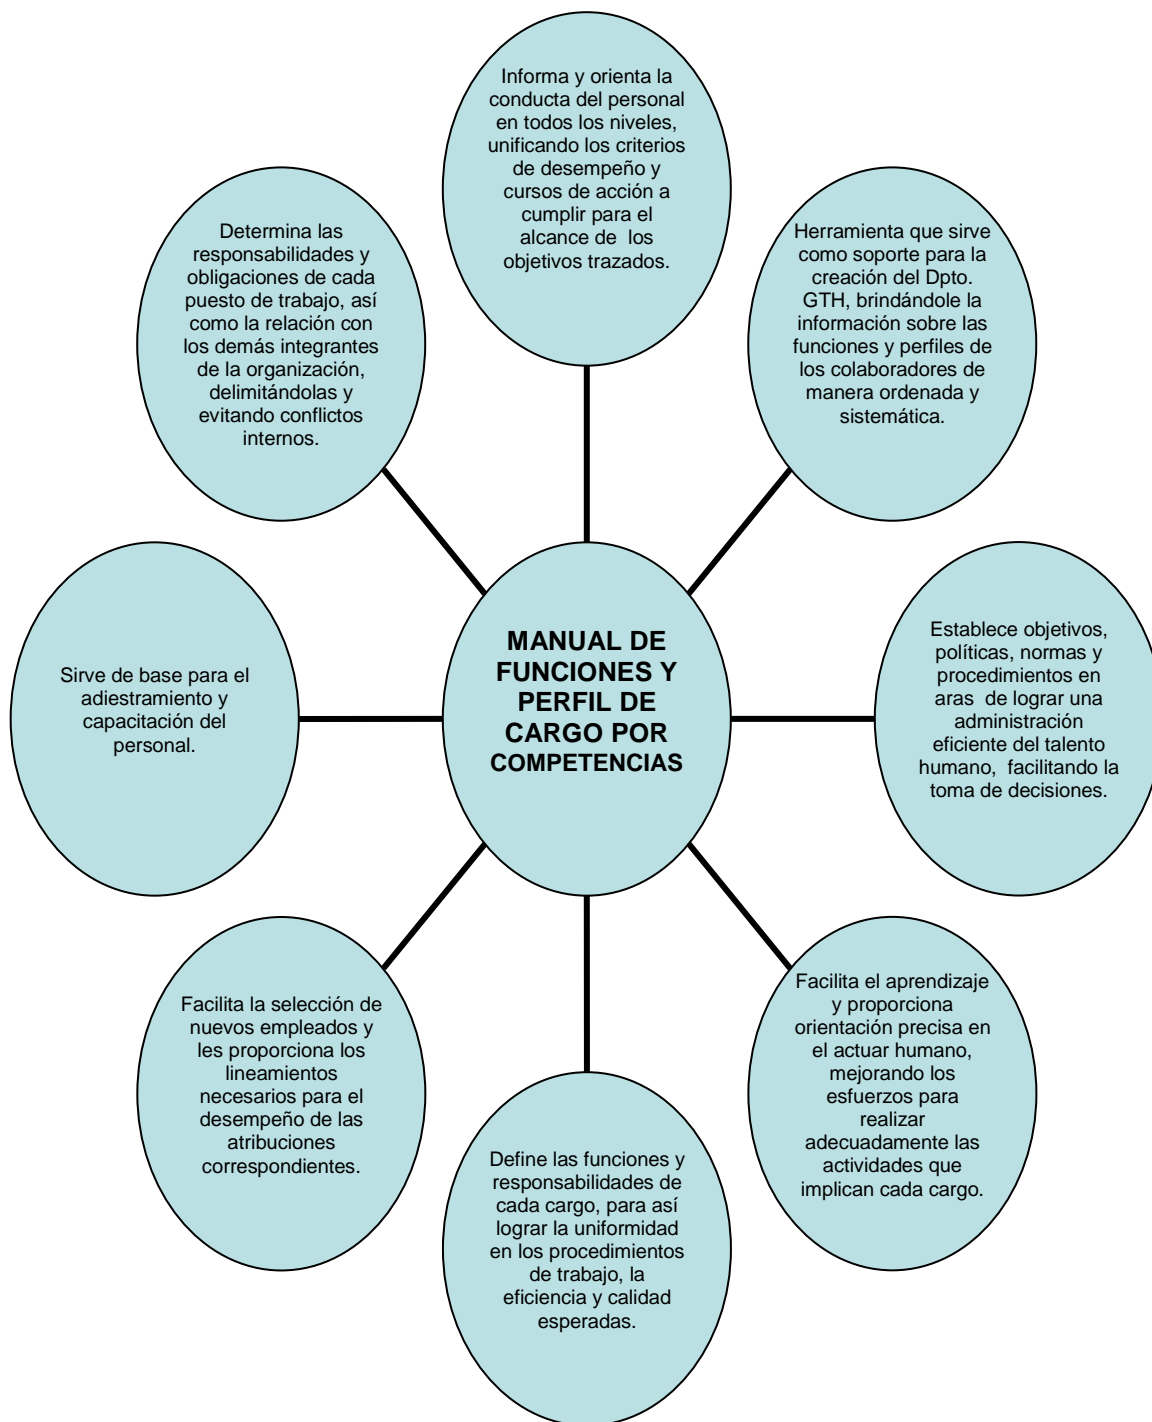 Informa y orienta la
conducta del personal
en todos los niveles,
unificando los criterios
de desempeño y
cursos de acción a
cumplir para el
alcance de  los
objetivos trazados.
Herramienta que sirve
como soporte para la
creación del Dpto.
GTH, brindándole la
información sobre las
funciones y perfiles de
los colaboradores de
manera ordenada y
sistemática.
Establece objetivos,
políticas, normas y
procedimientos en
aras  de lograr una
administración
eficiente del talento
humano,  facilitando la
toma de decisiones.
Facilita el aprendizaje
y proporciona
orientación precisa en
el actuar humano,
mejorando los
esfuerzos para
realizar
adecuadamente las
actividades que
implican cada cargo.
Define las funciones y
responsabilidades de
cada cargo, para así
lograr la uniformidad
en los procedimientos
de trabajo, la
eficiencia y calidad
esperadas.
Facilita la selección de
nuevos empleados y
les proporciona los
lineamientos
necesarios para el
desempeño de las
atribuciones
correspondientes.
Sirve de base para el
adiestramiento y
capacitación del
personal.
Determina las
responsabilidades y
obligaciones de cada
puesto de trabajo, así
como la relación con
los demás integrantes
de la organización,
delimitándolas y
evitando conflictos
internos.
MANUAL DE
FUNCIONES Y
PERFIL DE
CARGO POR
COMPETENCIAS